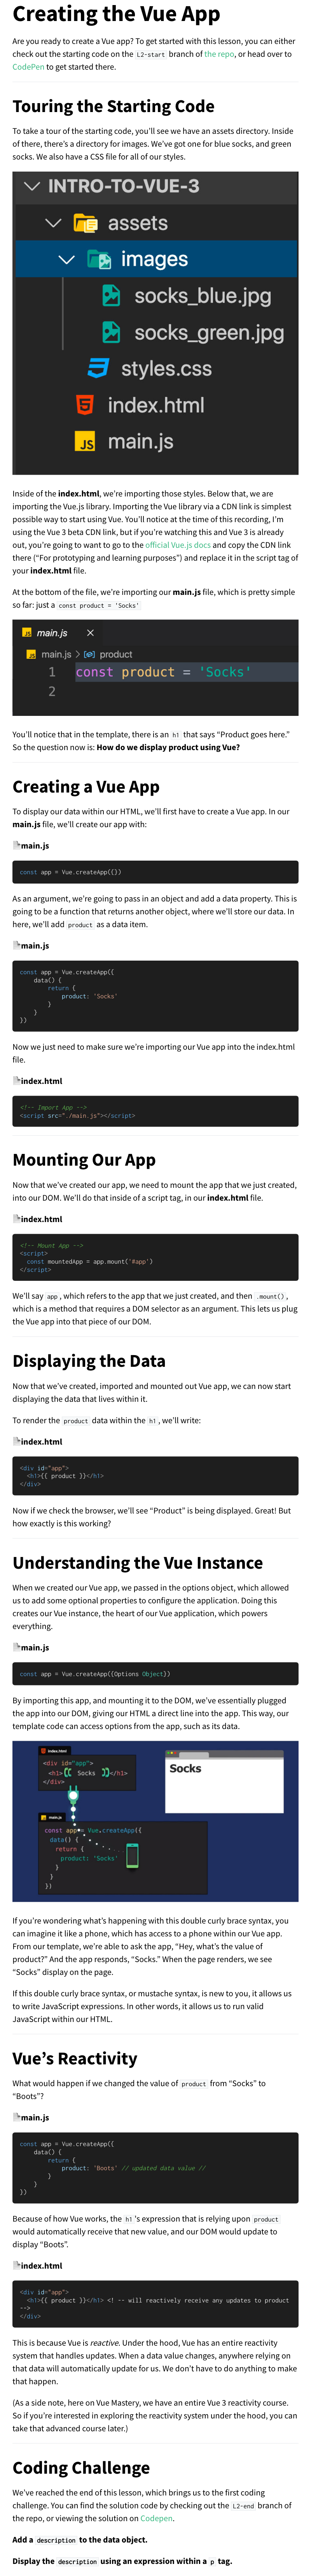 Creating the Vue App
Are you ready to create a Vue app? To get started with this lesson, you can either
check out the starting code on the L2-start branch of the repo, or head over to
CodePen to get started there.
Touring the Starting Code
To take a tour of the starting code, you'll see we have an assets directory. Inside
of there, there's a directory for images. We've got one for blue socks, and green
socks. We also have a CSS file for all of our styles.
INTRO-TO-VUE-3
assets
images
socks_blue.jpg
socks_green.jpg
styles.css
index.html
JS main.js
Inside of the index.html, we're importing those styles. Below that, we are
importing the Vue.js library. Importing the Vue library via a CDN link is simplest
possible way to start using Vue. You'll notice at the time of this recording, I'm
using the Vue 3 beta CDN link, but if you're watching this and Vue 3 is already
out, you're going to want to go to the official Vue.js docs and copy the CDN link
there ("For prototyping and learning purposes") and replace it in the script tag of
your index.html file.
At the bottom of the file, we're importing our main.js file, which is pretty simple
so far: just a const product = 'Socks'
JS main.js ×
JS main.js > product
1 const product = 'Socks'
2
You'll notice that in the template, there is an h1 that says "Product goes here."
So the question now is: How do we display product using Vue?
Creating a Vue App
To display our data within our HTML, we'll first have to create a Vue app. In our
main.js file, we'll create our app with:
main.js
const app = Vue.createApp({})
As an argument, we're going to pass in an object and add a data property. This is
going to be a function that returns another object, where we'll store our data. In
here, we'll add product as a data item.
main.js
const app = Vue.createApp({
data() {
return {
product: 'Socks'
}
}
})
Now we just need to make sure we're importing our Vue app into the index.html
file.
index.html
<!-- Import App -->
<script src="./main.js"></script>
Mounting Our App
Now that we've created our app, we need to mount the app that we just created,
into our DOM. We'll do that inside of a script tag, in our index.html file.
index.html
<!-- Mount App -->
<script>
const mountedApp = app.mount('#app')
</script>
We'll say app, which refers to the app that we just created, and then .mount(),
which is a method that requires a DOM selector as an argument. This lets us plug
the Vue app into that piece of our DOM.
Displaying the Data
Now that we've created, imported and mounted out Vue app, we can now start
displaying the data that lives within it.
To render the product data within the h1, we'll write:
index.html
<div id="app">
<h1>{{ product }}</h1>
</div>
Now if we check the browser, we'll see "Product" is being displayed. Great! But
how exactly is this working?
Understanding the Vue Instance
When we created our Vue app, we passed in the options object, which allowed
us to add some optional properties to configure the application. Doing this
creates our Vue instance, the heart of our Vue application, which powers
everything.
main.js
const app = Vue.createApp({Options Object})
By importing this app, and mounting it to the DOM, we've essentially plugged
the app into our DOM, giving our HTML a direct line into the app. This way, our
template code can access options from the app, such as its data.
index.html
<div id="app">
<h1>{{ Socks }}</h1>
</div>
Socks
main.js
const app = Vue.createApp({
data() {
return {
product: 'Socks'
}
}
})
If you're wondering what's happening with this double curly brace syntax, you
can imagine it like a phone, which has access to a phone within our Vue app.
From our template, we're able to ask the app, "Hey, what's the value of
product?" And the app responds, "Socks." When the page renders, we see
"Socks" display on the page.
If this double curly brace syntax, or mustache syntax, is new to you, it allows us
to write JavaScript expressions. In other words, it allows us to run valid
JavaScript within our HTML.
Vue's Reactivity
What would happen if we changed the value of product from "Socks" to
"Boots"?
main.js
const app = Vue.createApp({
data() {
return {
product: 'Boots' // updated data value //
}
}
})
Because of how Vue works, the h1's expression that is relying upon product
would automatically receive that new value, and our DOM would update to
display "Boots".
index.html
<div id="app">
<h1>{{ product }}</h1> <! -- will reactively receive any updates to product
-->
</div>
This is because Vue is reactive. Under the hood, Vue has an entire reactivity
system that handles updates. When a data value changes, anywhere relying on
that data will automatically update for us. We don't have to do anything to make
that happen.
(As a side note, here on Vue Mastery, we have an entire Vue 3 reactivity course.
So if you're interested in exploring the reactivity system under the hood, you can
take that advanced course later.)
Coding Challenge
We've reached the end of this lesson, which brings us to the first coding
challenge. You can find the solution code by checking out the L2-end branch of
the repo, or viewing the solution on Codepen.
Add a description to the data object.
Display the description using an expression within a p tag.